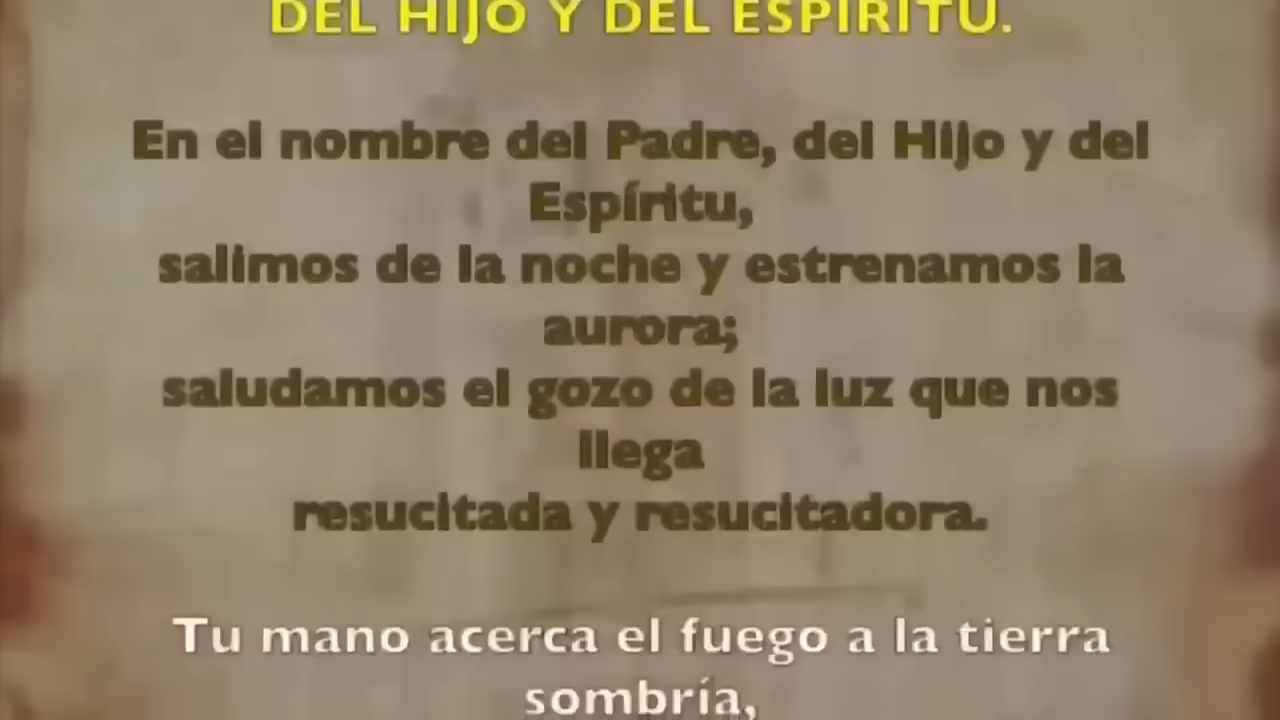 DEL HIJO Y DEL ESPÍRITU.
En el nombre del Padre, del Hijo y del
Espíritu,
salimos de la noche y estrenamos la
aurora;
saludamos el gozo de la luz que nos
llega
resucitada y resucitadora.
Tu mano acerca el fuego a la tierra
sombría,